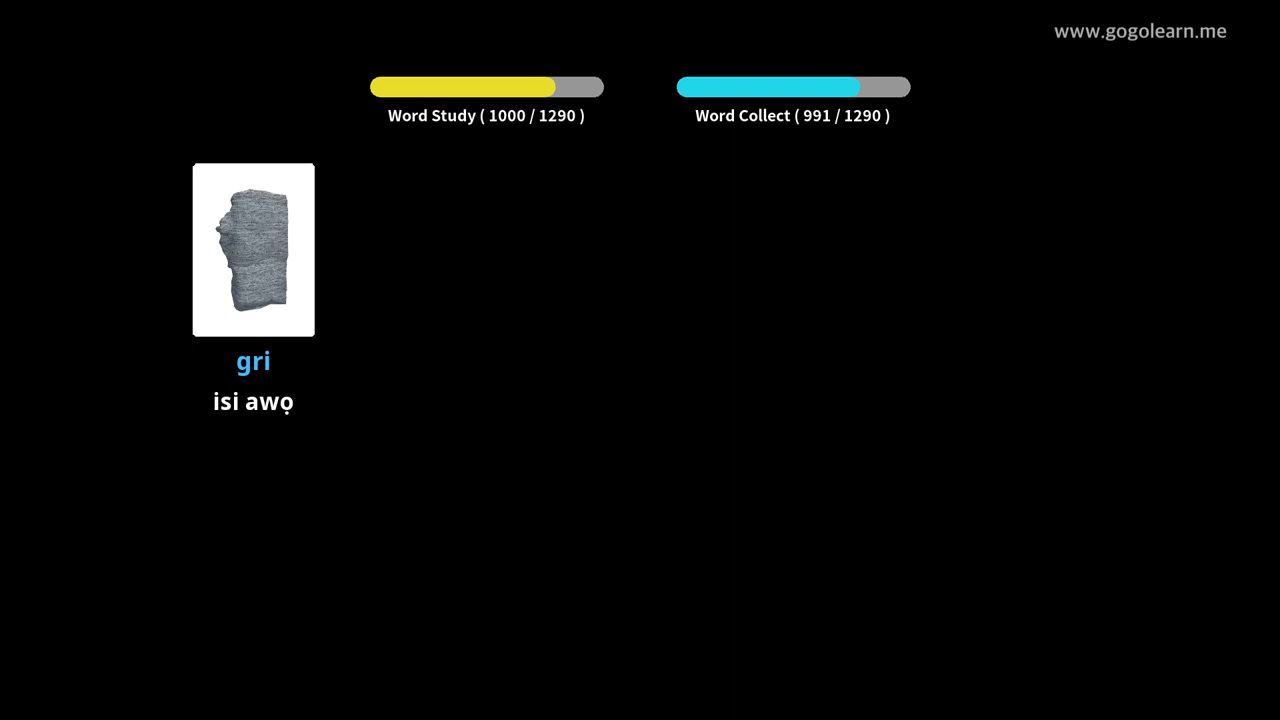 www.gogolearn.me
Word Study ( 1000 / 1290 )
Word Collect ( 991 / 1290 )
gri
isi awọ